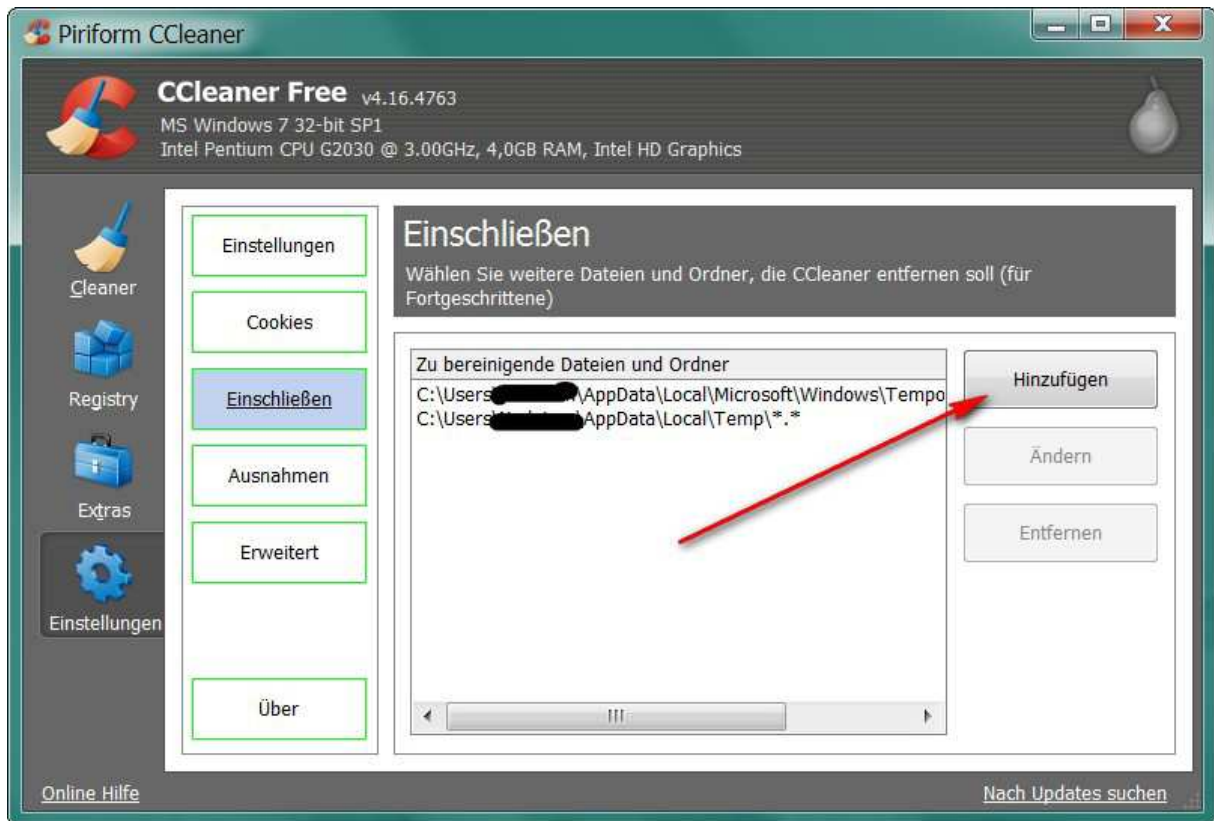 Piriform CCleaner
CCleaner Free v4.16.4763
MS Windows 7 32-bit SP1
Intel Pentium CPU G2030 @ 3.00GHz, 4,0GB RAM, Intel HD Graphics
Cleaner
Registry
Extras
Einstellungen
Einstellungen
Cookies
Einschließen
Ausnahmen
Erweitert
Über
Einschließen
Wählen Sie weitere Dateien und Ordner, die CCleaner entfernen soll (für
Fortgeschrittene)
Zu bereinigende Dateien und Ordner
C:\Users \AppData\Local\Microsoft\Windows\Tempo
C:\Users AppData\Local\Temp\*.*
Hinzufügen
Ändern
Entfernen
Online Hilfe
Nach Updates suchen